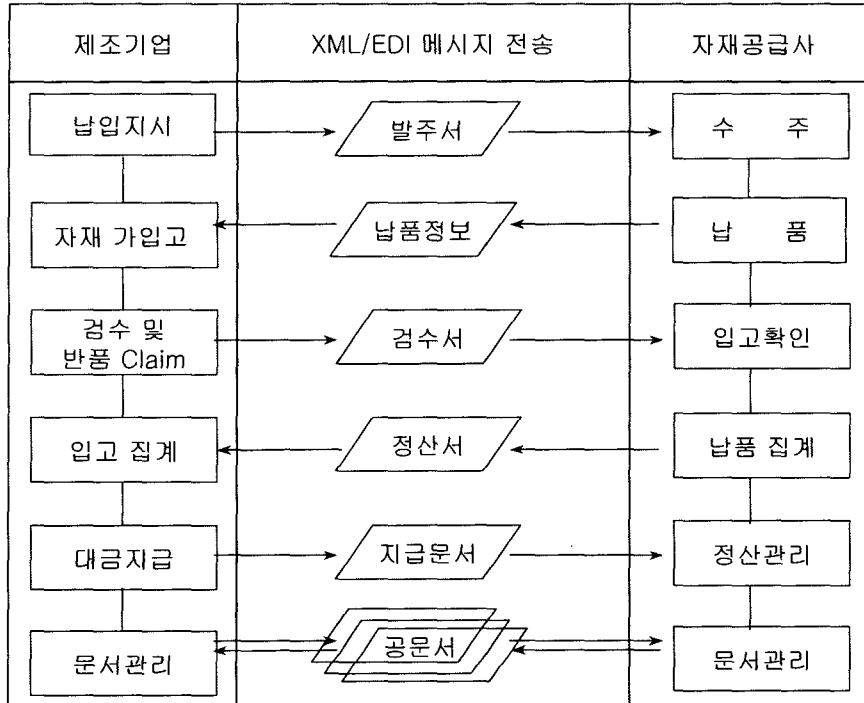 제조기업 XML/EDI 메시지 전송 자재공급사
납입지시 발주서 수 주
자재 가입고 납품정보 납 품
검수 및
반품 Claim 검수서 입고확인
입고 집계 정산서 납품 집계
대금지급 지급문서 정산관리
문서관리 공문서 문서관리